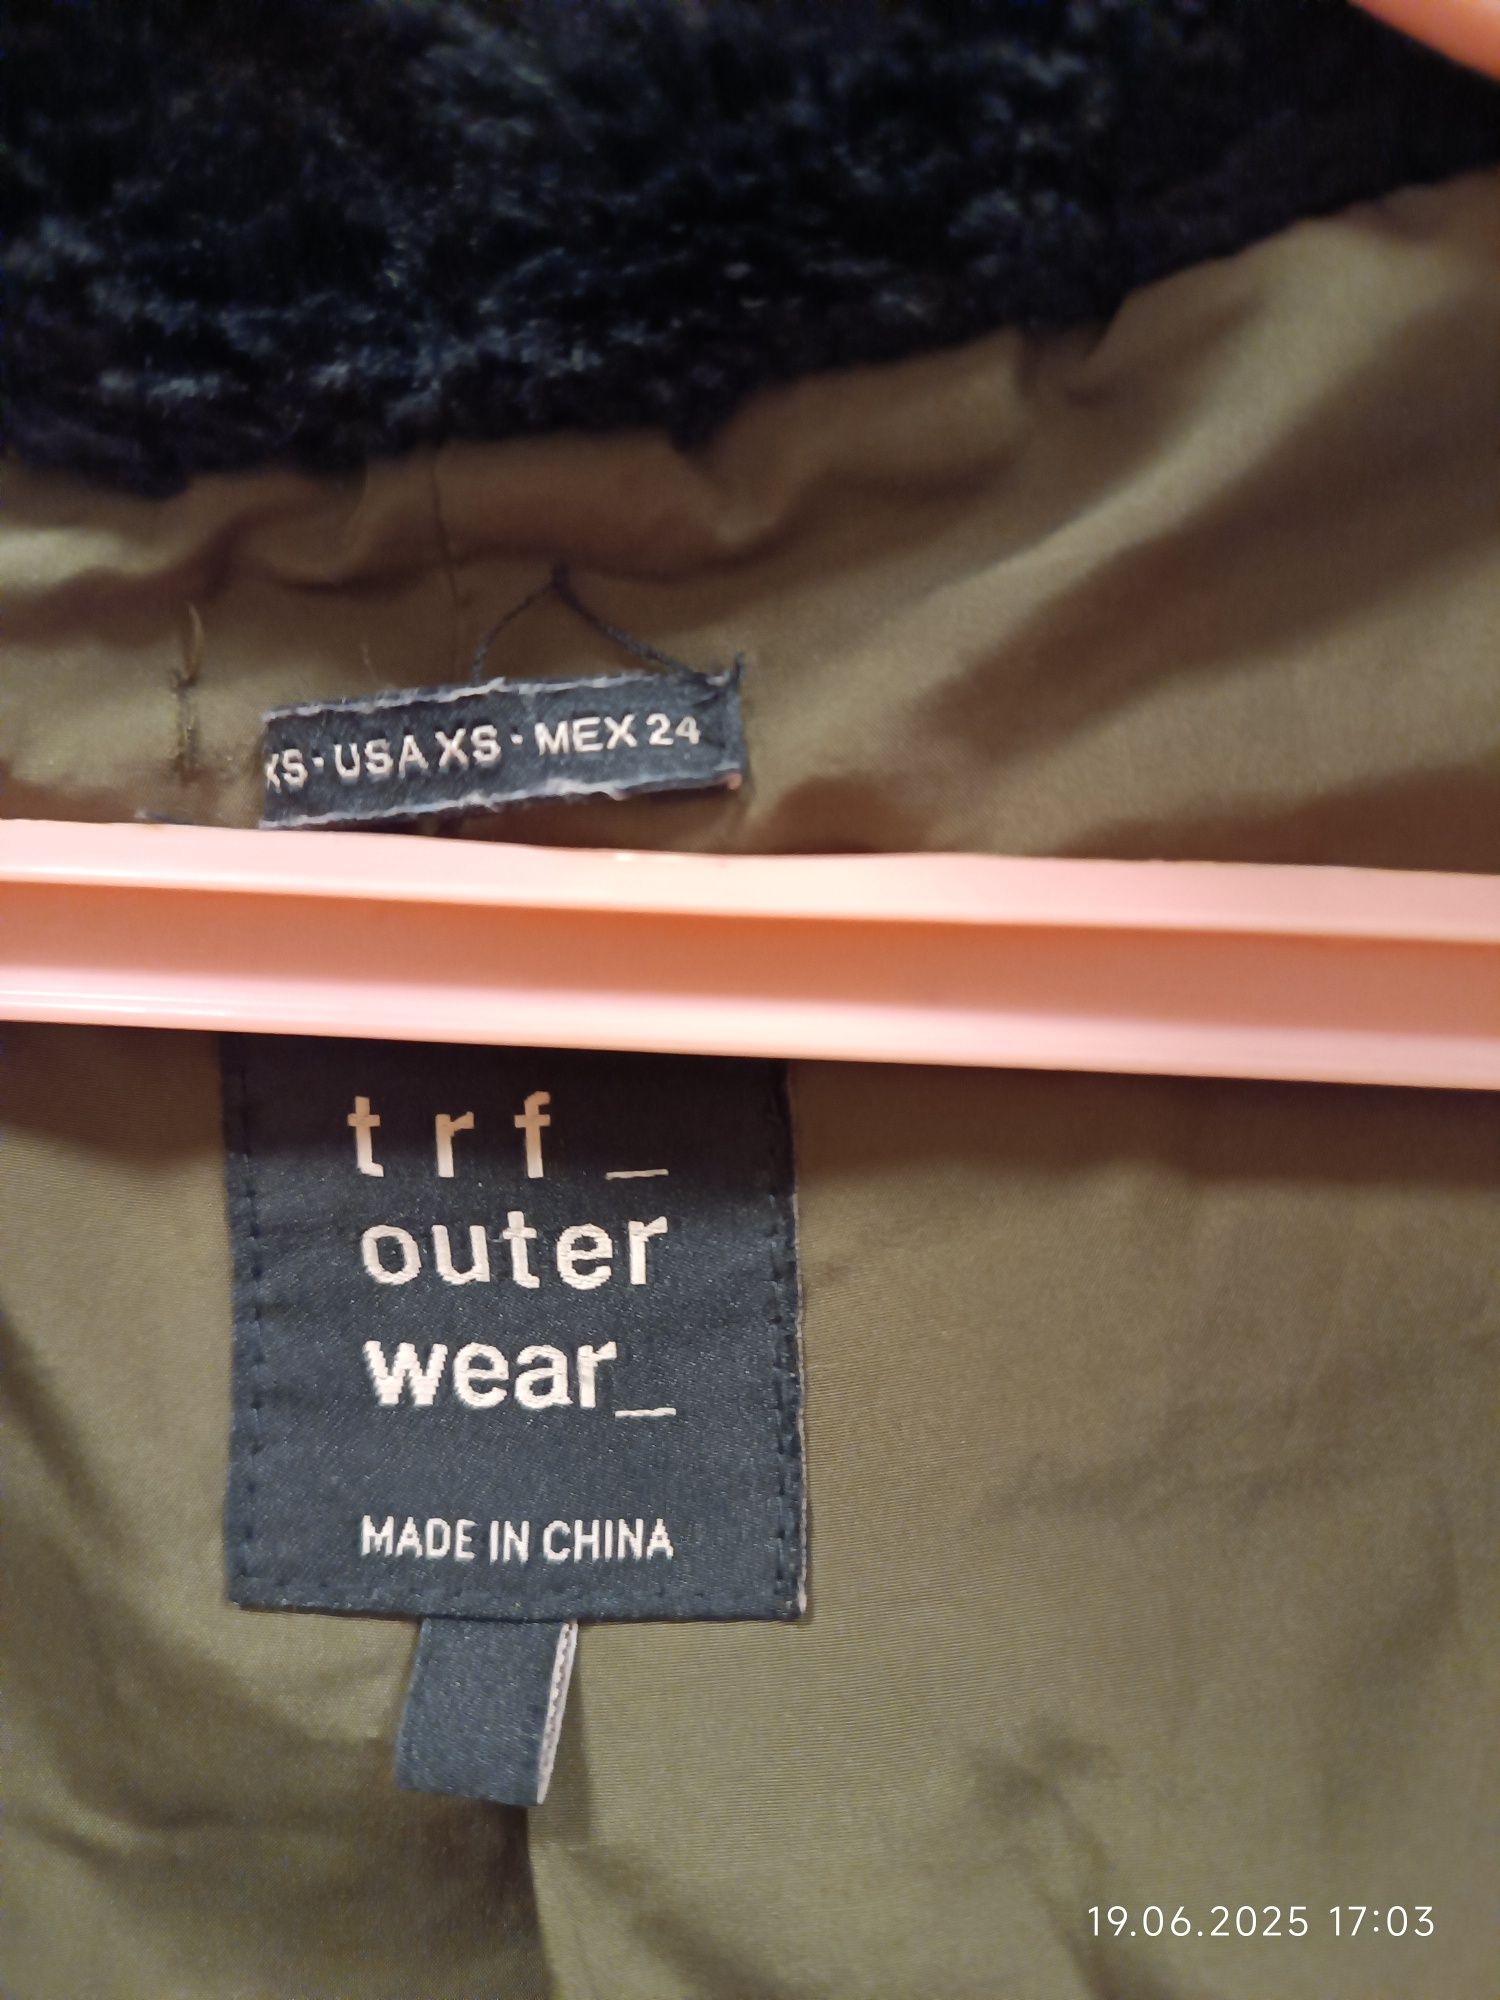 XS · USA XS · MEX 24
trf_
outer
wear_
MADE IN CHINA
19.06.2025 17:03